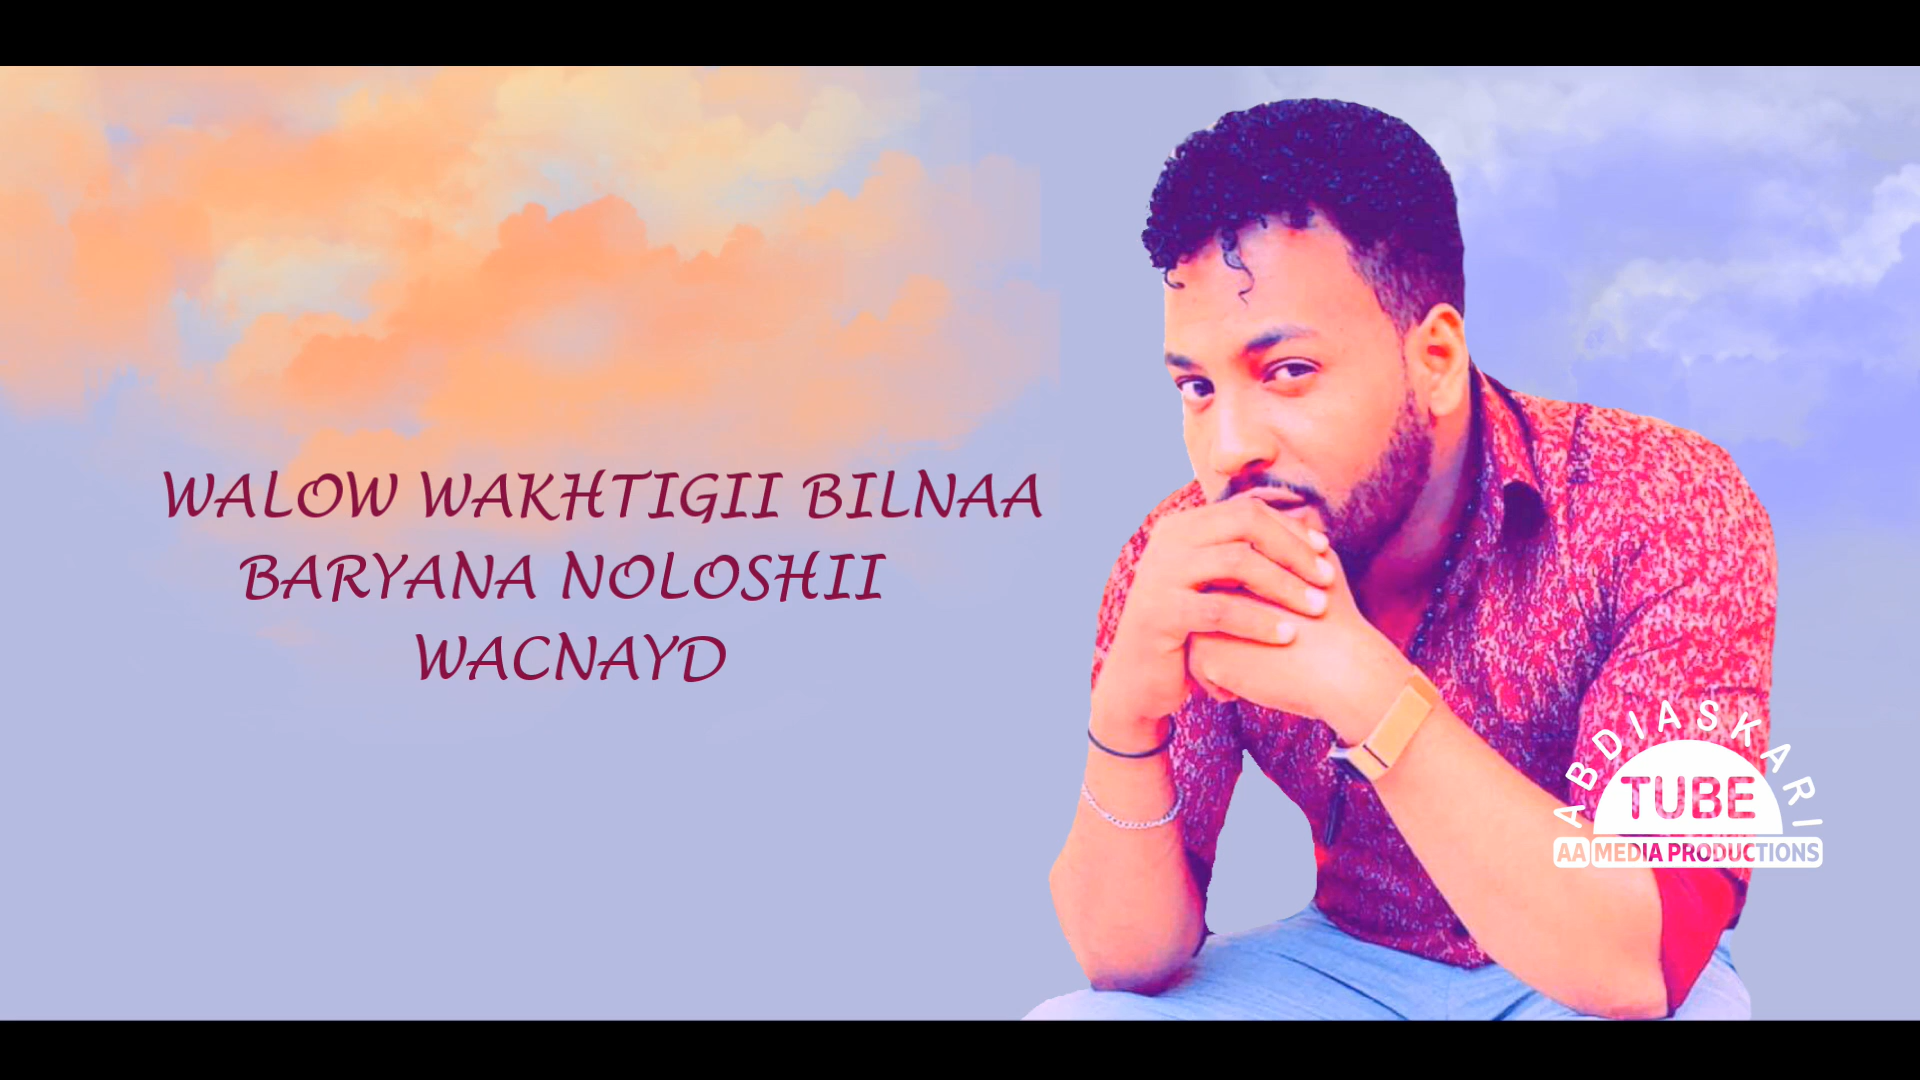 WALOW WAKHTIGII BILNAA
BARYANA NOLOSHII
WACNAYD
ABDIASKARI
TUBE
AA MEDIA PRODUCTIONS